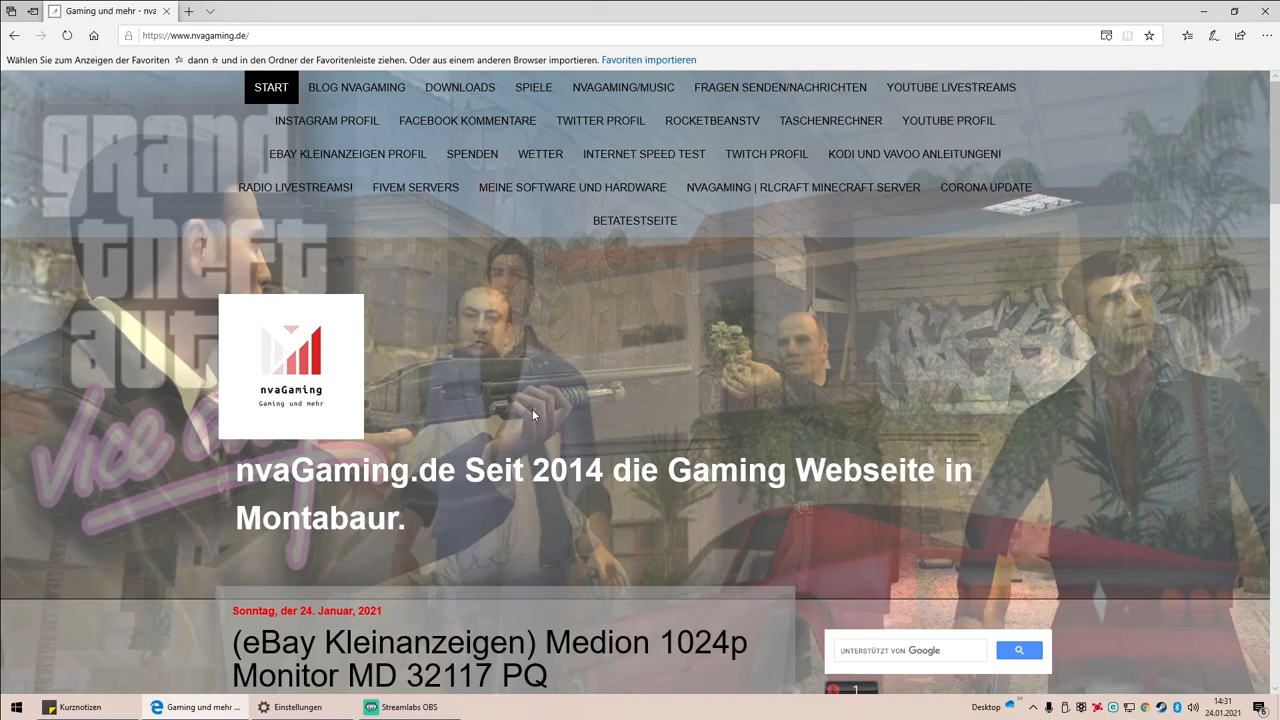 Gaming und mehr - nva
https://www.nvagaming.de/
Wählen Sie zum Anzeigen der Favoriten dann und in den Ordner der Favoritenleiste ziehen. Oder aus einem anderen Browser importieren. Favoriten importieren
START BLOG NVAGAMING DOWNLOADS SPIELE NVAGAMING/MUSIC FRAGEN SENDEN/NACHRICHTEN YOUTUBE LIVESTREAMS
INSTAGRAM PROFIL FACEBOOK KOMMENTARE TWITTER PROFIL ROCKETBEANSTV TASCHENRECHNER YOUTUBE PROFIL
EBAY KLEINANZEIGEN PROFIL SPENDEN WETTER INTERNET SPEED TEST TWITCH PROFIL KODI UND VAVOO ANLEITUNGEN!
RADIO LIVESTREAMS! FIVEM SERVERS MEINE SOFTWARE UND HARDWARE NVAGAMING | RLCRAFT MINECRAFT SERVER CORONA UPDATE
BETATESTSEITE
grand
theft
auto
vice city
nvaGaming
Gaming und mehr
nvaGaming.de Seit 2014 die Gaming Webseite in
Montabaur.
Sonntag, der 24. Januar, 2021
(eBay Kleinanzeigen) Medion 1024p
Monitor MD 32117 PQ
UNTERSTÜTZT VON Google
1
Kurznotizen Gaming und mehr ... Einstellungen Streamlabs OBS Desktop 14:31
24.01.2021 6